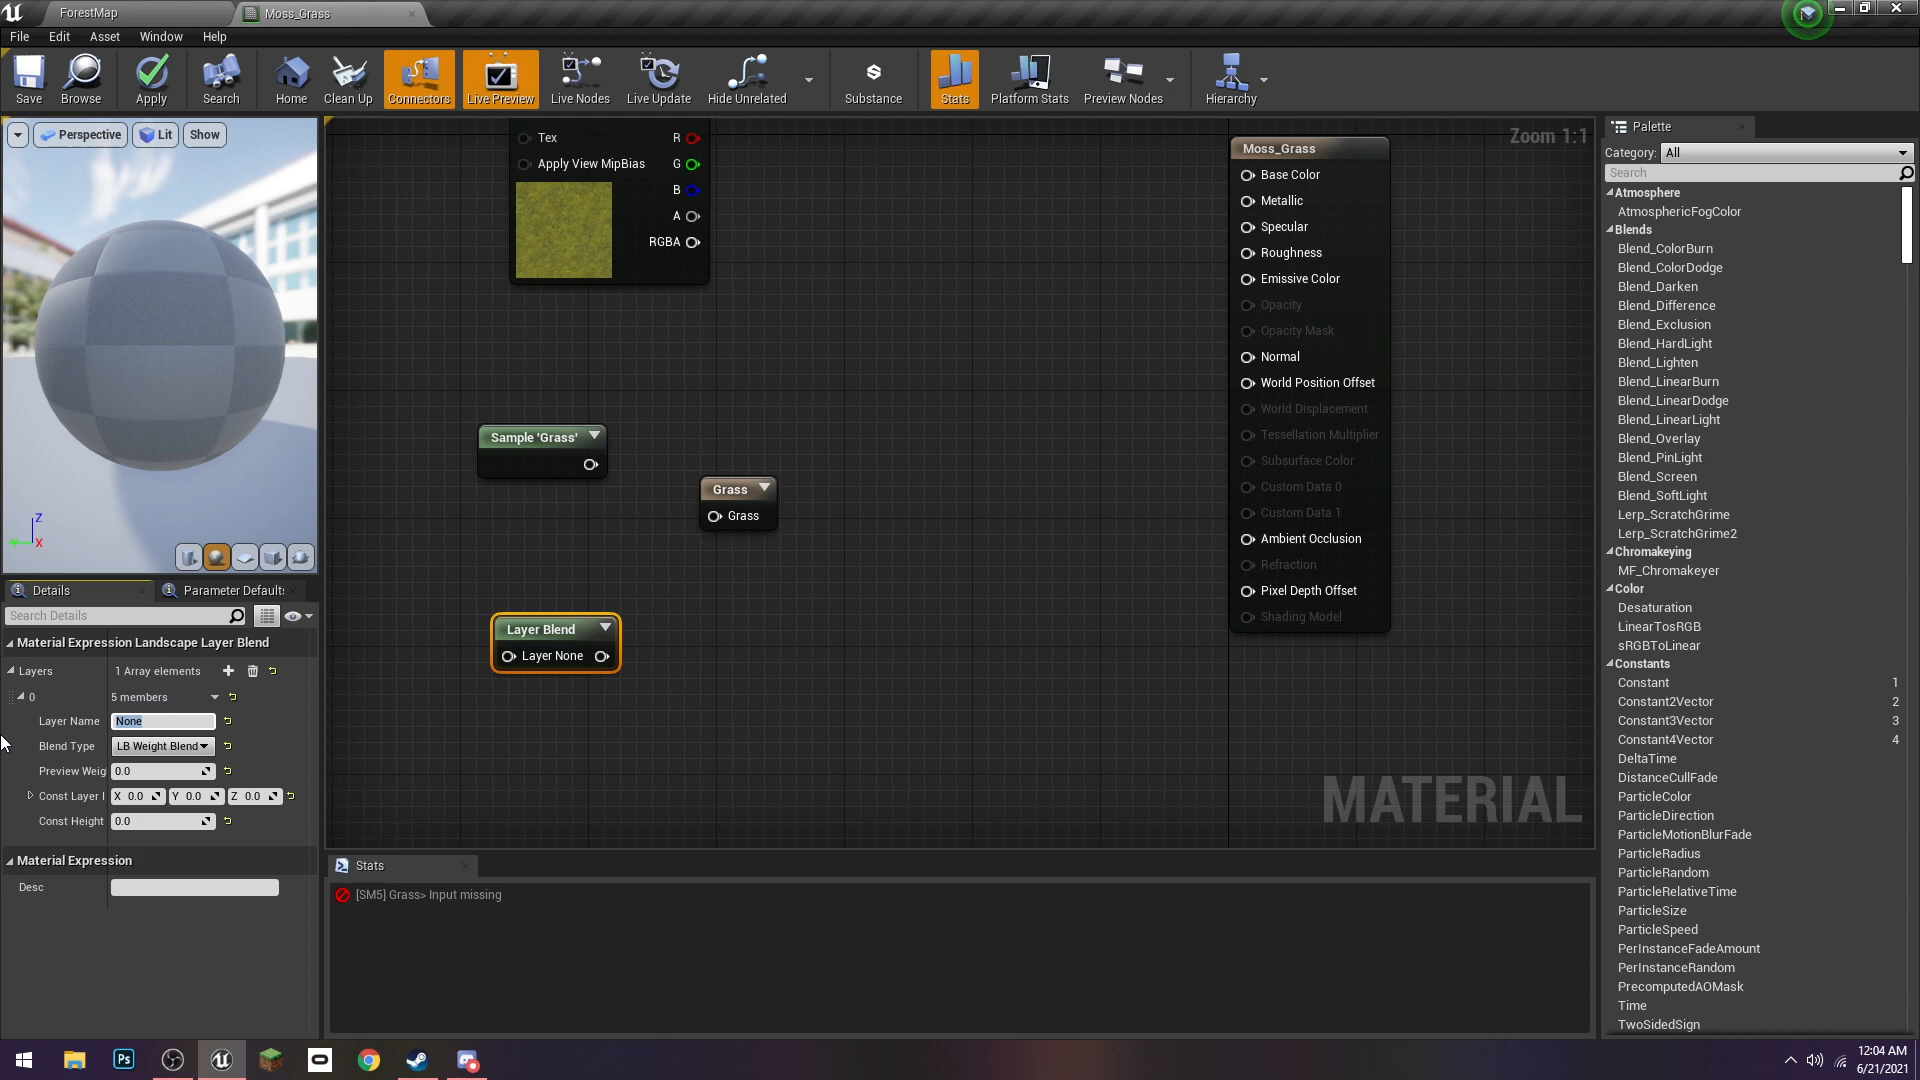 ForestMap
Moss_Grass
File Edit Asset Window Help
Save Browse Apply Search Home Clean Up Connectors Live Preview Live Nodes Live Update Hide Unrelated Substance Stats Platform Stats Preview Nodes Hierarchy
Perspective Lit Show
Z
X
Tex R
Apply View MipBias G
B
A
RGBA
Zoom 1:1
Moss_Grass
Base Color
Metallic
Specular
Roughness
Emissive Color
Opacity
Opacity Mask
Normal
World Position Offset
World Displacement
Tessellation Multiplier
Subsurface Color
Custom Data 0
Custom Data 1
Ambient Occlusion
Refraction
Pixel Depth Offset
Shading Model
Sample 'Grass'
Grass
Grass
Layer Blend
Layer None
MATERIAL
Details Parameter Default
Search Details
Material Expression Landscape Layer Blend
Layers 1 Array elements
0 5 members
Layer Name None
Blend Type LB Weight Blend
Preview Weig 0.0
Const Layer I X 0.0 Y 0.0 Z 0.0
Const Height 0.0
Material Expression
Desc
Stats
[SM5] Grass> Input missing
Palette
Category: All
Search
Atmosphere
AtmosphericFogColor
Blends
Blend_ColorBurn
Blend_ColorDodge
Blend_Darken
Blend_Difference
Blend_Exclusion
Blend_HardLight
Blend_Lighten
Blend_LinearBurn
Blend_LinearDodge
Blend_LinearLight
Blend_Overlay
Blend_PinLight
Blend_Screen
Blend_SoftLight
Lerp_ScratchGrime
Lerp_ScratchGrime2
Chromakeying
MF_Chromakeyer
Color
Desaturation
LinearTosRGB
sRGBToLinear
Constants
Constant 1
Constant2Vector 2
Constant3Vector 3
Constant4Vector 4
DeltaTime
DistanceCullFade
ParticleColor
ParticleDirection
ParticleMotionBlurFade
ParticleRadius
ParticleRandom
ParticleRelativeTime
ParticleSize
ParticleSpeed
PerInstanceFadeAmount
PerInstanceRandom
PrecomputedAOMask
Time
TwoSidedSign
Ps
12:04 AM
6/21/2021